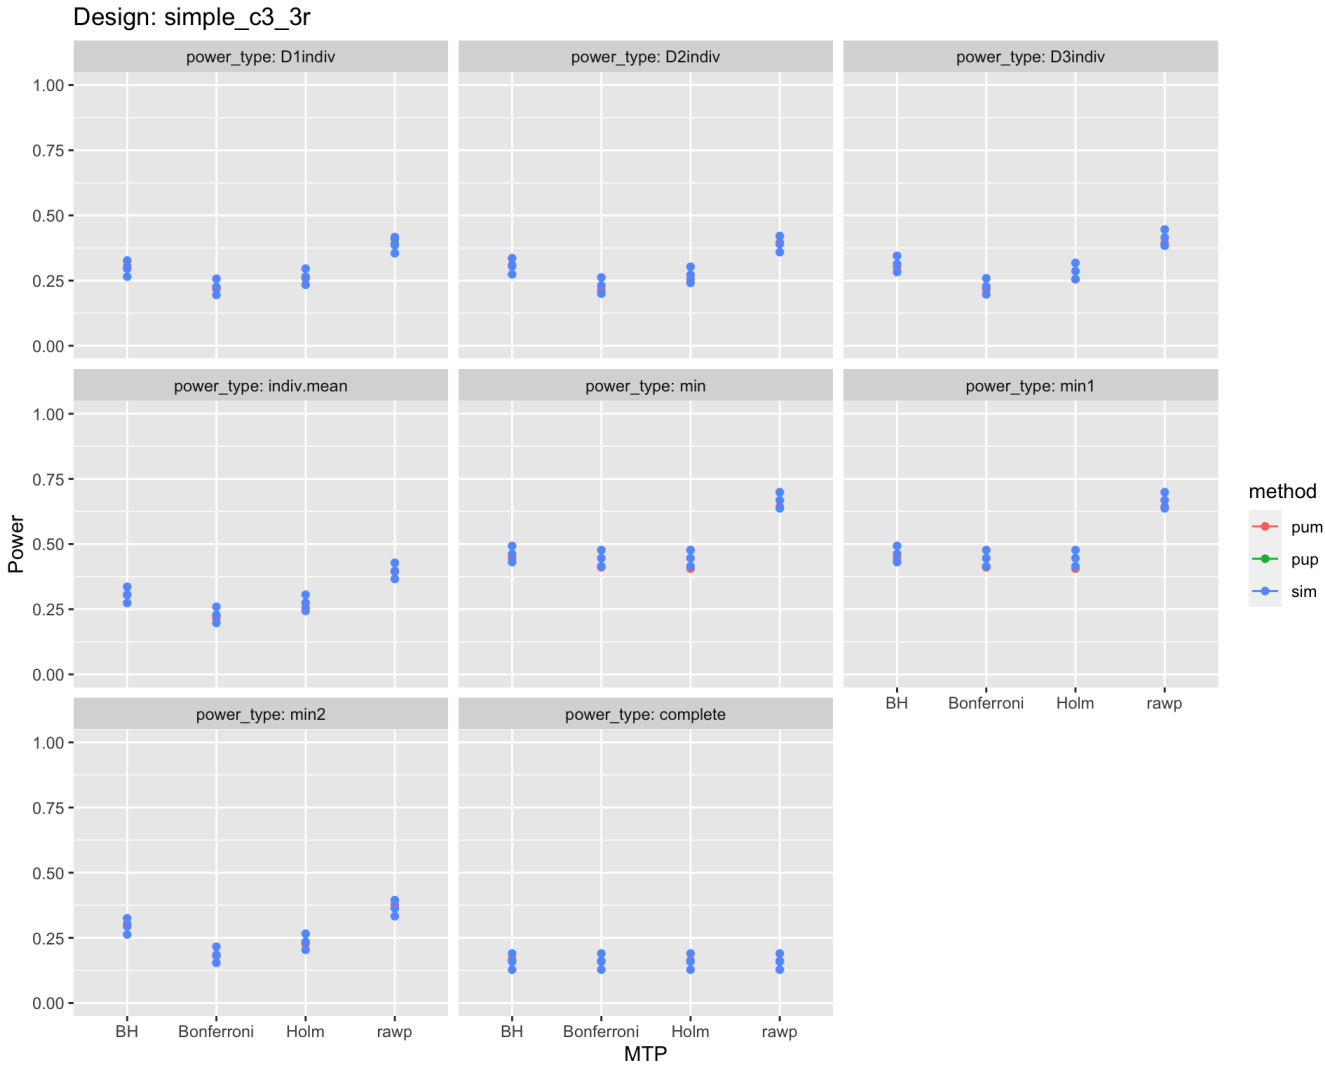 Design: simple_c3_3r
power_type: D1indiv
power_type: D2indiv
power_type: D3indiv
1.00
0.75
0.50
0.25
0.00
power_type: indiv.mean
power_type: min
power_type: min1
1.00
0.75
0.50
0.25
0.00
BH Bonferroni Holm rawp
power_type: min2
power_type: complete
1.00
0.75
0.50
0.25
0.00
BH Bonferroni Holm rawp
BH Bonferroni Holm rawp
MTP
Power
method
pum
pup
sim